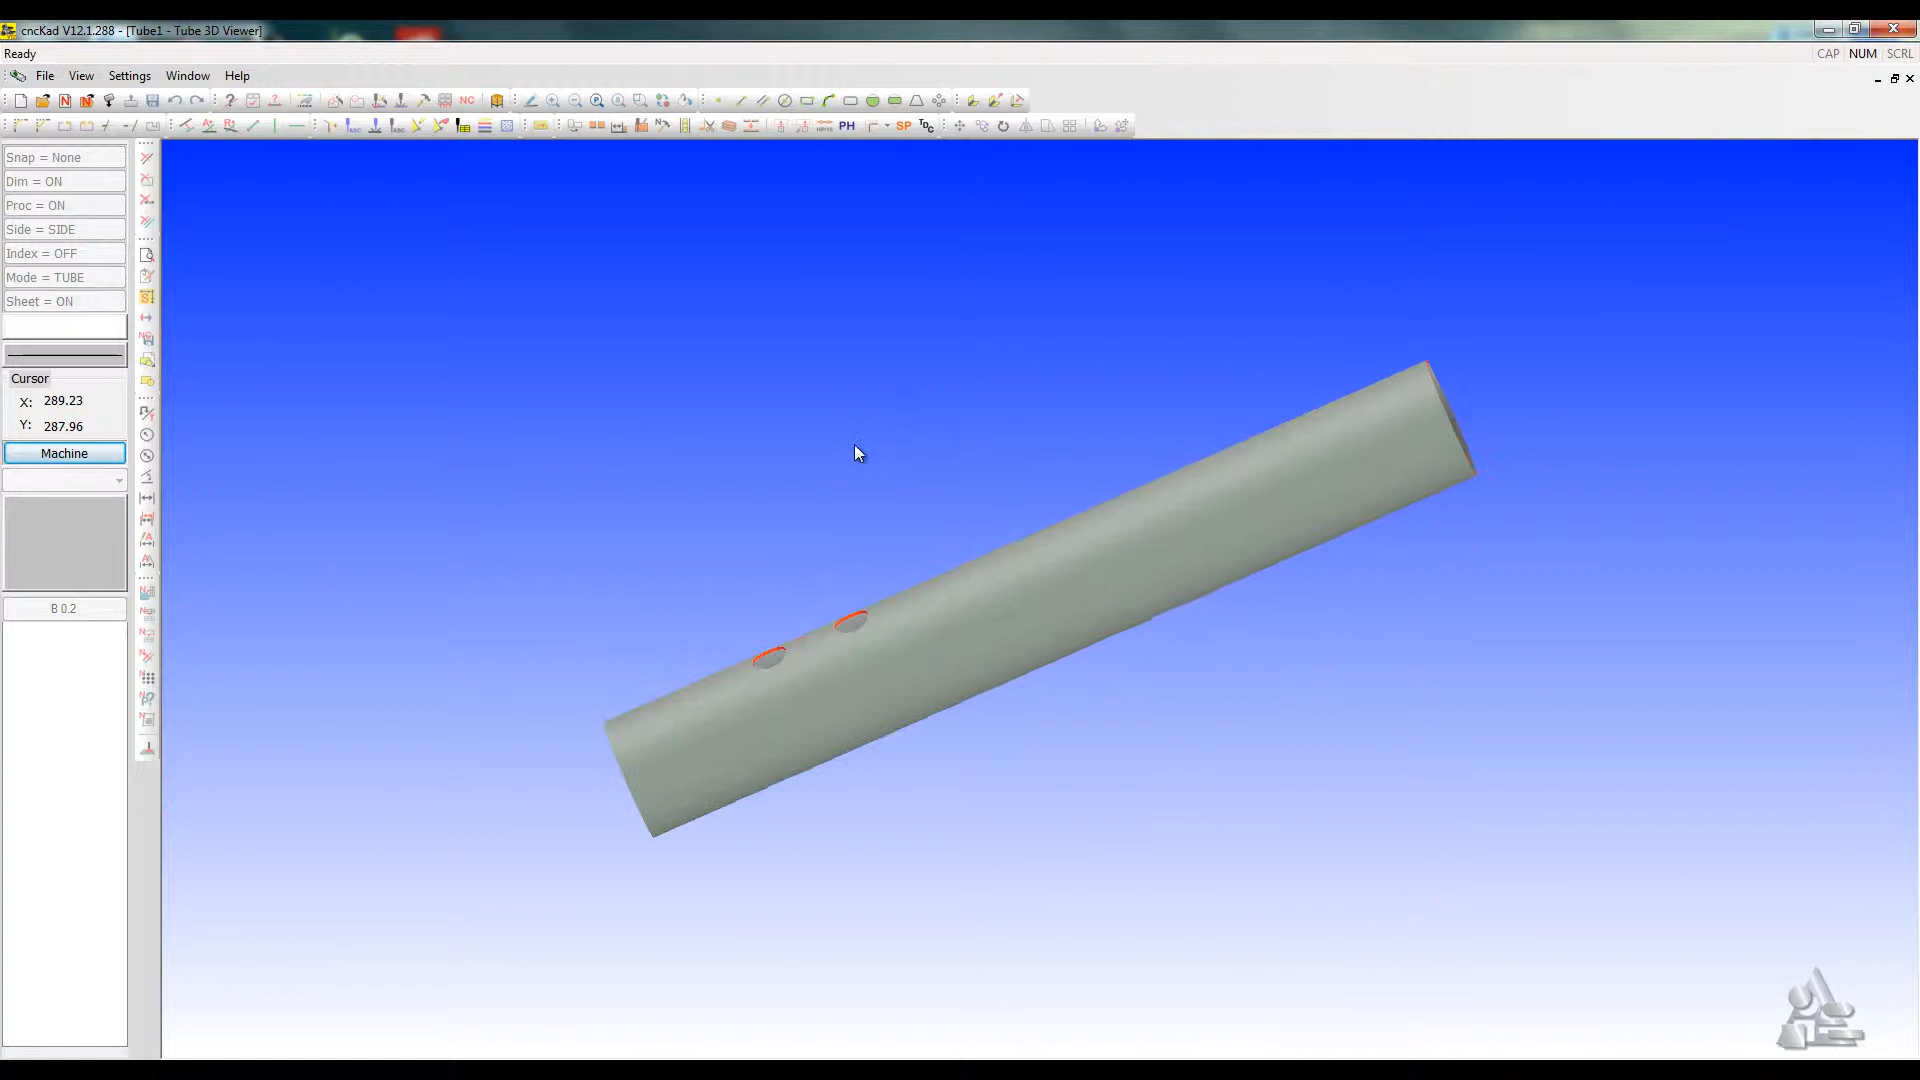 cncKad V12.1.288 - [Tube1 - Tube 3D Viewer]
Ready
CAP NUM SCRL
File View Settings Window Help
NC
PH SP TDC
Snap = None
Dim = ON
Proc = ON
Side = SIDE
Index = OFF
Mode = TUBE
Sheet = ON
Cursor
X: 289.23
Y: 287.96
Machine
B 0.2